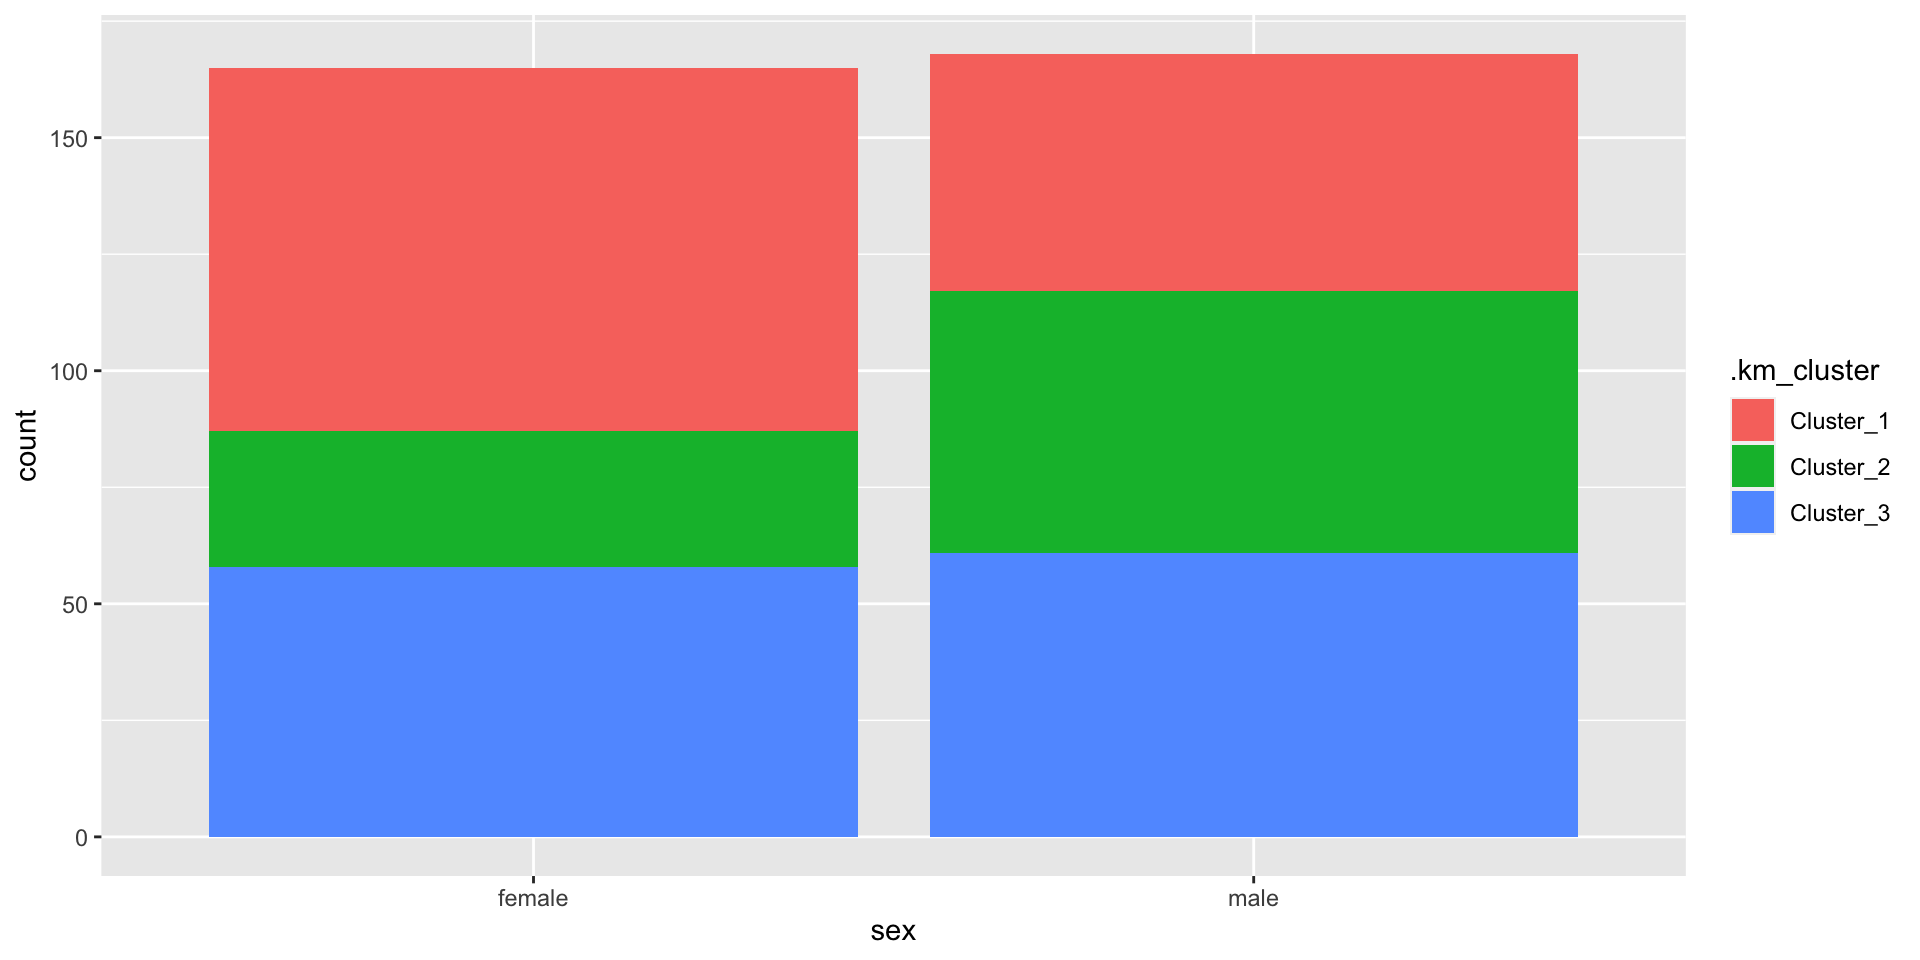 150
100
50
0
count
female
male
sex
.km_cluster
Cluster_1
Cluster_2
Cluster_3